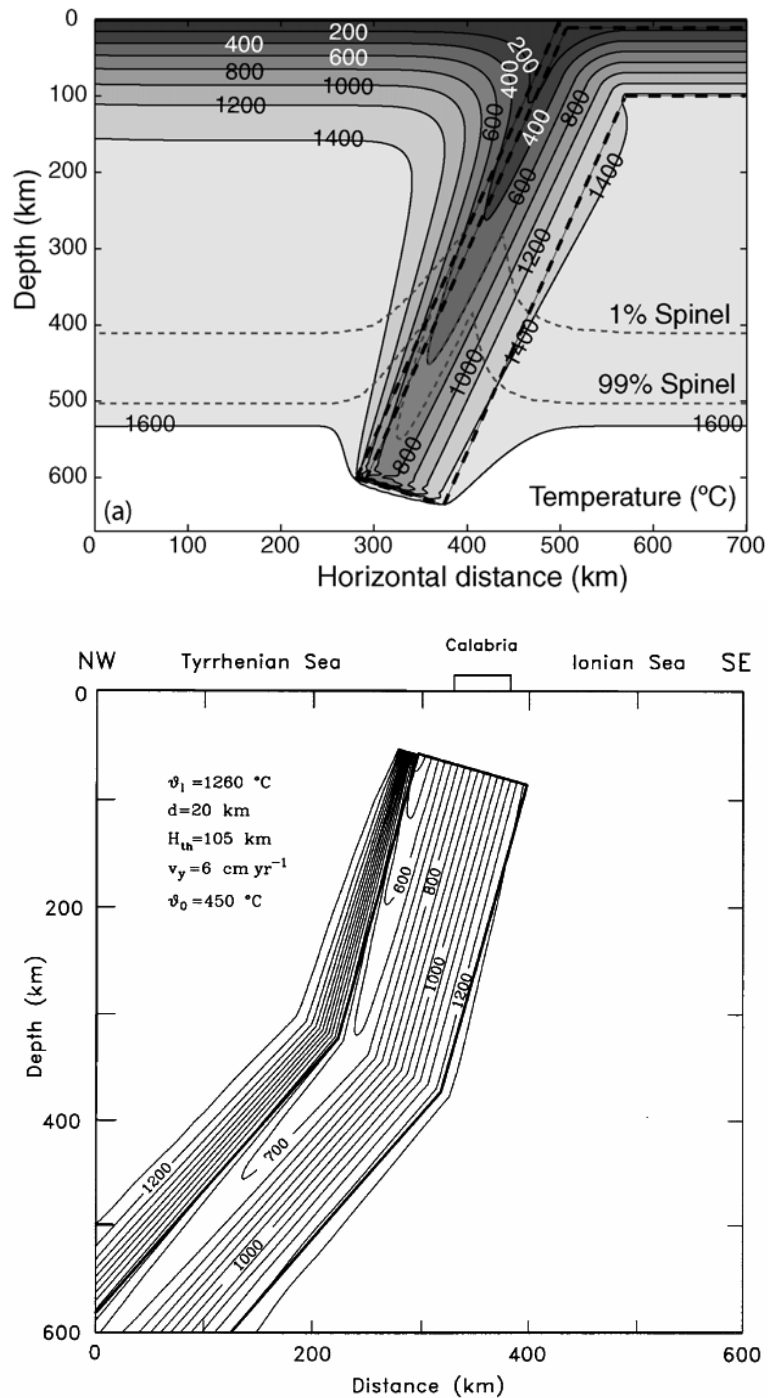 0
200
200
400
400
600
600
800
800
1000
100
1200
1400
400
600
200
1400
300
1200
400
1% Spinel
1400
1000
500
99% Spinel
1600
1600
800
600
(a)
Temperature (ºC)
0
100
200
300
400
500
600
700
Horizontal distance (km)
Depth (km)
Calabria
NW
Tyrrhenian Sea
Ionian Sea
SE
0
ϑl=1260 °C
d=20 km
Hth=105 km
vy=6 cm yr⁻¹
ϑ0=450 °C
600
800
200
1000
1200
Depth (km)
400
700
1200
1000
600
0
200
400
600
Distance (km)